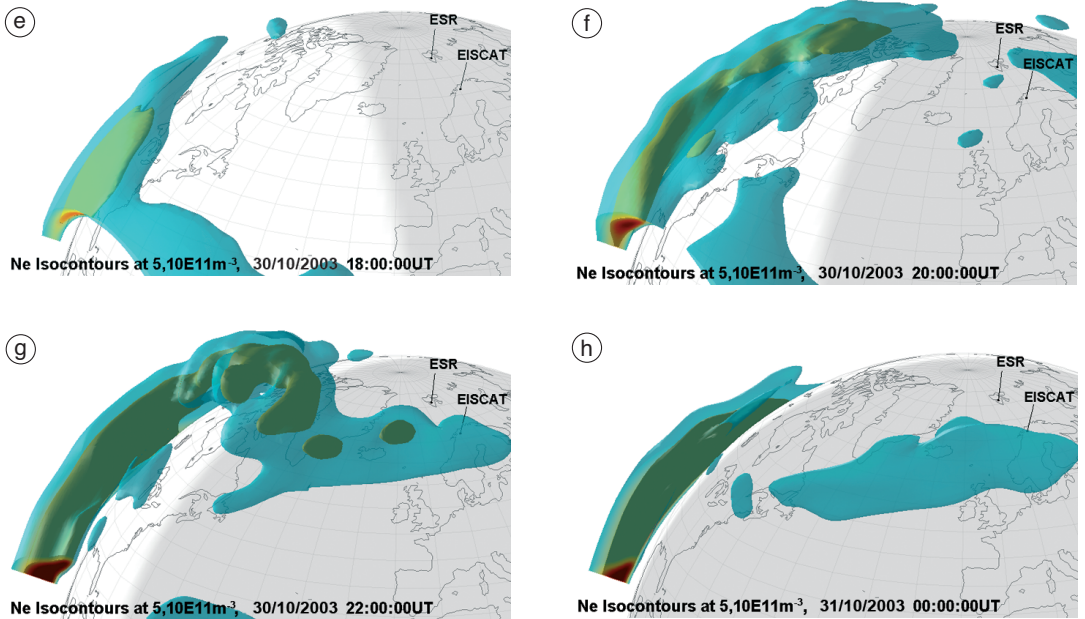 e
ESR
EISCAT
Ne Isocontours at 5,10E11m-3, 30/10/2003 18:00:00UT
f
ESR
EISCAT
Ne Isocontours at 5,10E11m-3, 30/10/2003 20:00:00UT
g
ESR
EISCAT
Ne Isocontours at 5,10E11m-3, 30/10/2003 22:00:00UT
h
ESR
EISCAT
Ne Isocontours at 5,10E11m-3, 31/10/2003 00:00:00UT